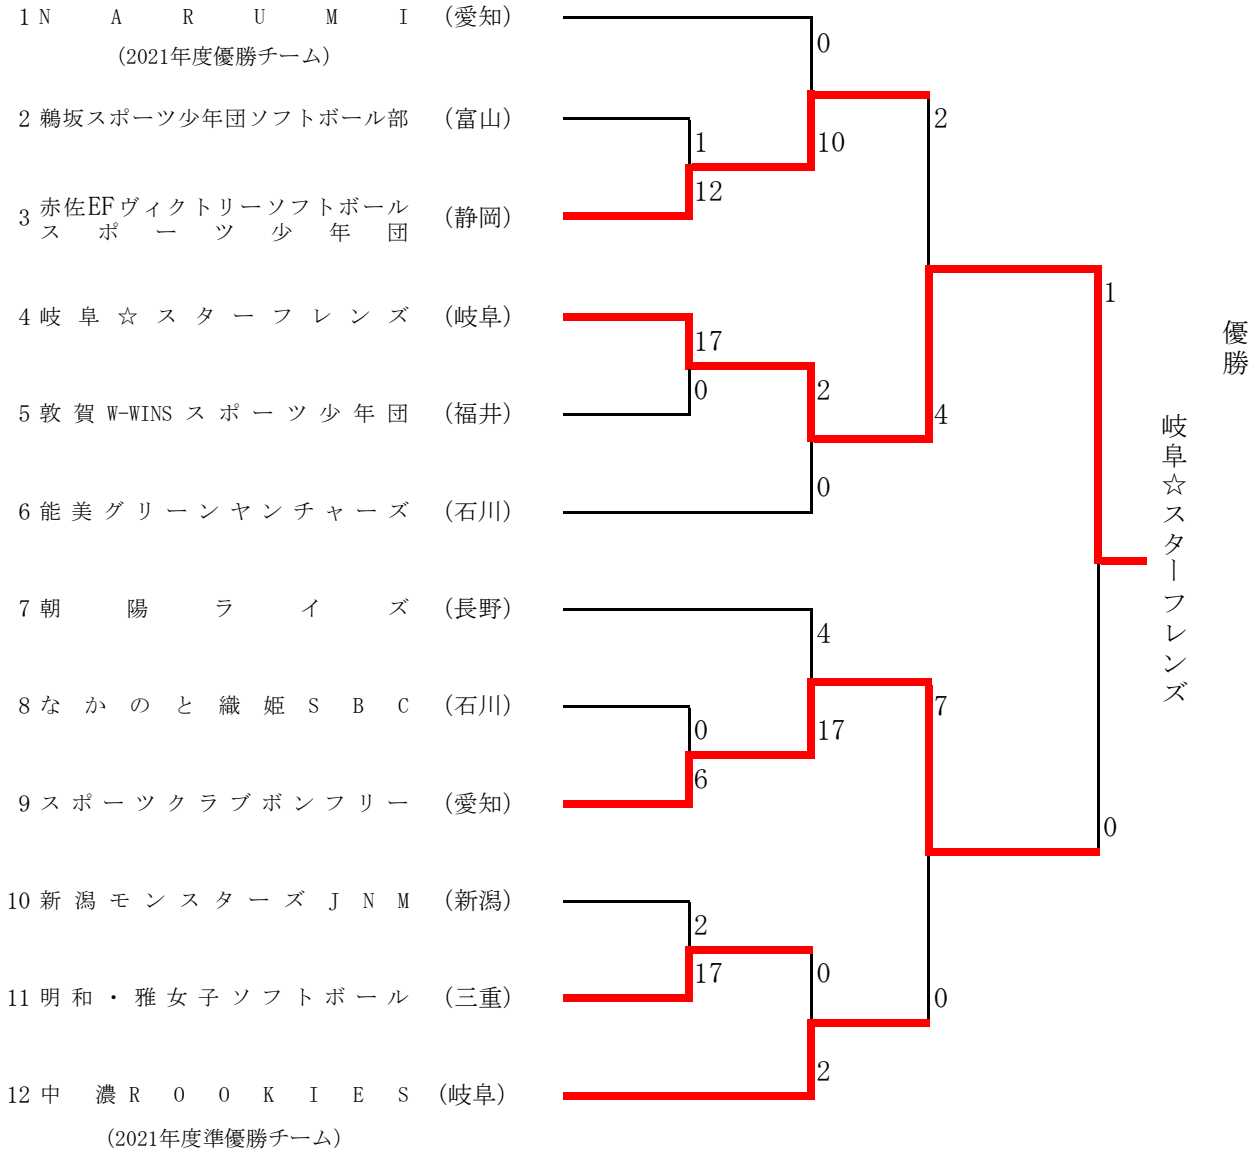 1 NARUMI (愛知)
0
(2021年度優勝チーム)
2 鵜坂スポーツ少年団ソフトボール部 (富山)
2
1
10
12
3 赤佐EFヴィクトリーソフトボール
スポーツ少年団 (静岡)
1
4 岐阜☆スターフレンズ (岐阜)
17
優勝
0
2
5 敦賀W-WINSスポーツ少年団 (福井)
4
岐阜☆スターフレンズ
0
6 能美グリーンヤンチャーズ (石川)
7 朝陽ライズ (長野)
4
8 なかのと織姫SBC (石川)
7
0
17
6
9 スポーツクラブボンフリー (愛知)
0
10 新潟モンスターズJNM (新潟)
2
17
0
11 明和・雅女子ソフトボール (三重)
0
2
12 中濃ROOKIES (岐阜)
(2021年度準優勝チーム)